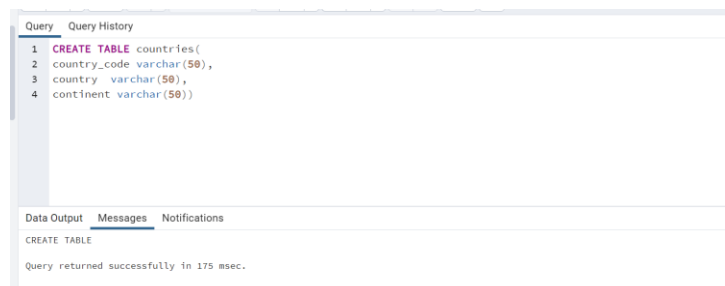 Query Query History
1 CREATE TABLE countries(
2 country_code varchar(50),
3 country  varchar(50),
4 continent varchar(50))
Data Output Messages Notifications
CREATE TABLE
Query returned successfully in 175 msec.